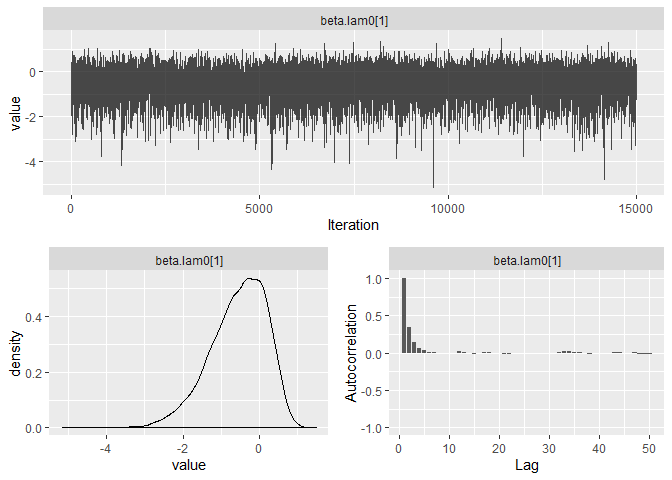 beta.lam0[1]
0
-2
-4
value
0
5000
10000
15000
Iteration
beta.lam0[1]
0.4
0.2
0.0
density
-4
-2
0
value
beta.lam0[1]
1.0
0.5
0.0
-0.5
-1.0
Autocorrelation
0
10
20
30
40
50
Lag